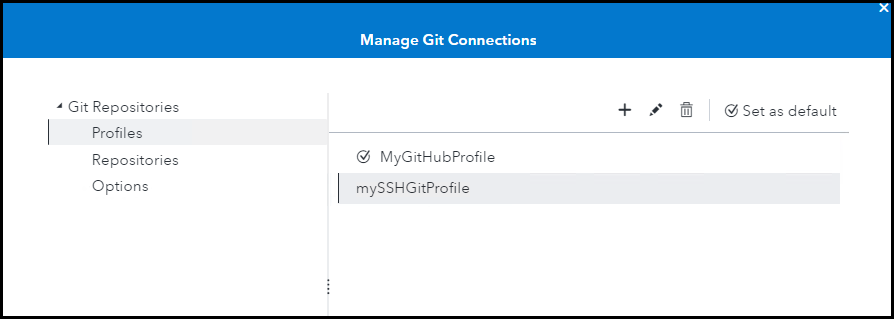 Manage Git Connections
Git Repositories
Profiles
Repositories
Options
Set as default
MyGitHubProfile
mySSHGitProfile